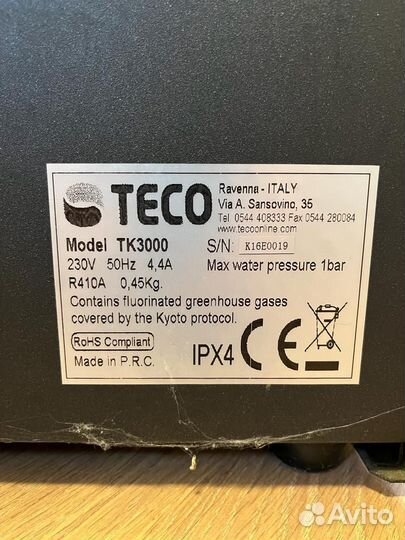 TECO
Ravenna - ITALY
Via A. Sansovino, 35
Tel 0544 408333 Fax 0544 280084
www.tecoonline.com
Model TK3000
S/N: K16E0019
230V 50Hz 4,4A
Max water pressure 1bar
R410A 0,45Kg.
Contains fluorinated greenhouse gases
covered by the Kyoto protocol.
RoHS Compliant
Made in P.R.C.
IPX4 CE
Avito